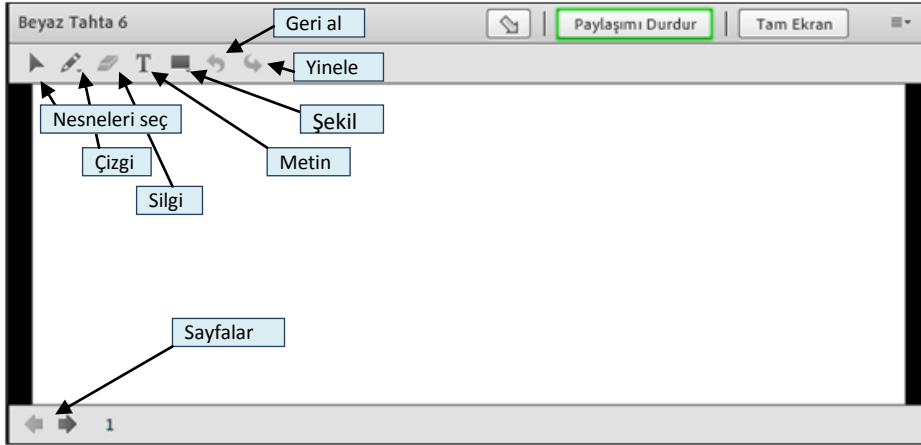 Beyaz Tahta 6
Geri al
Paylaşımı Durdur
Tam Ekran
T
Yinele
Nesneleri seç
Şekil
Çizgi
Metin
Silgi
Sayfalar
1